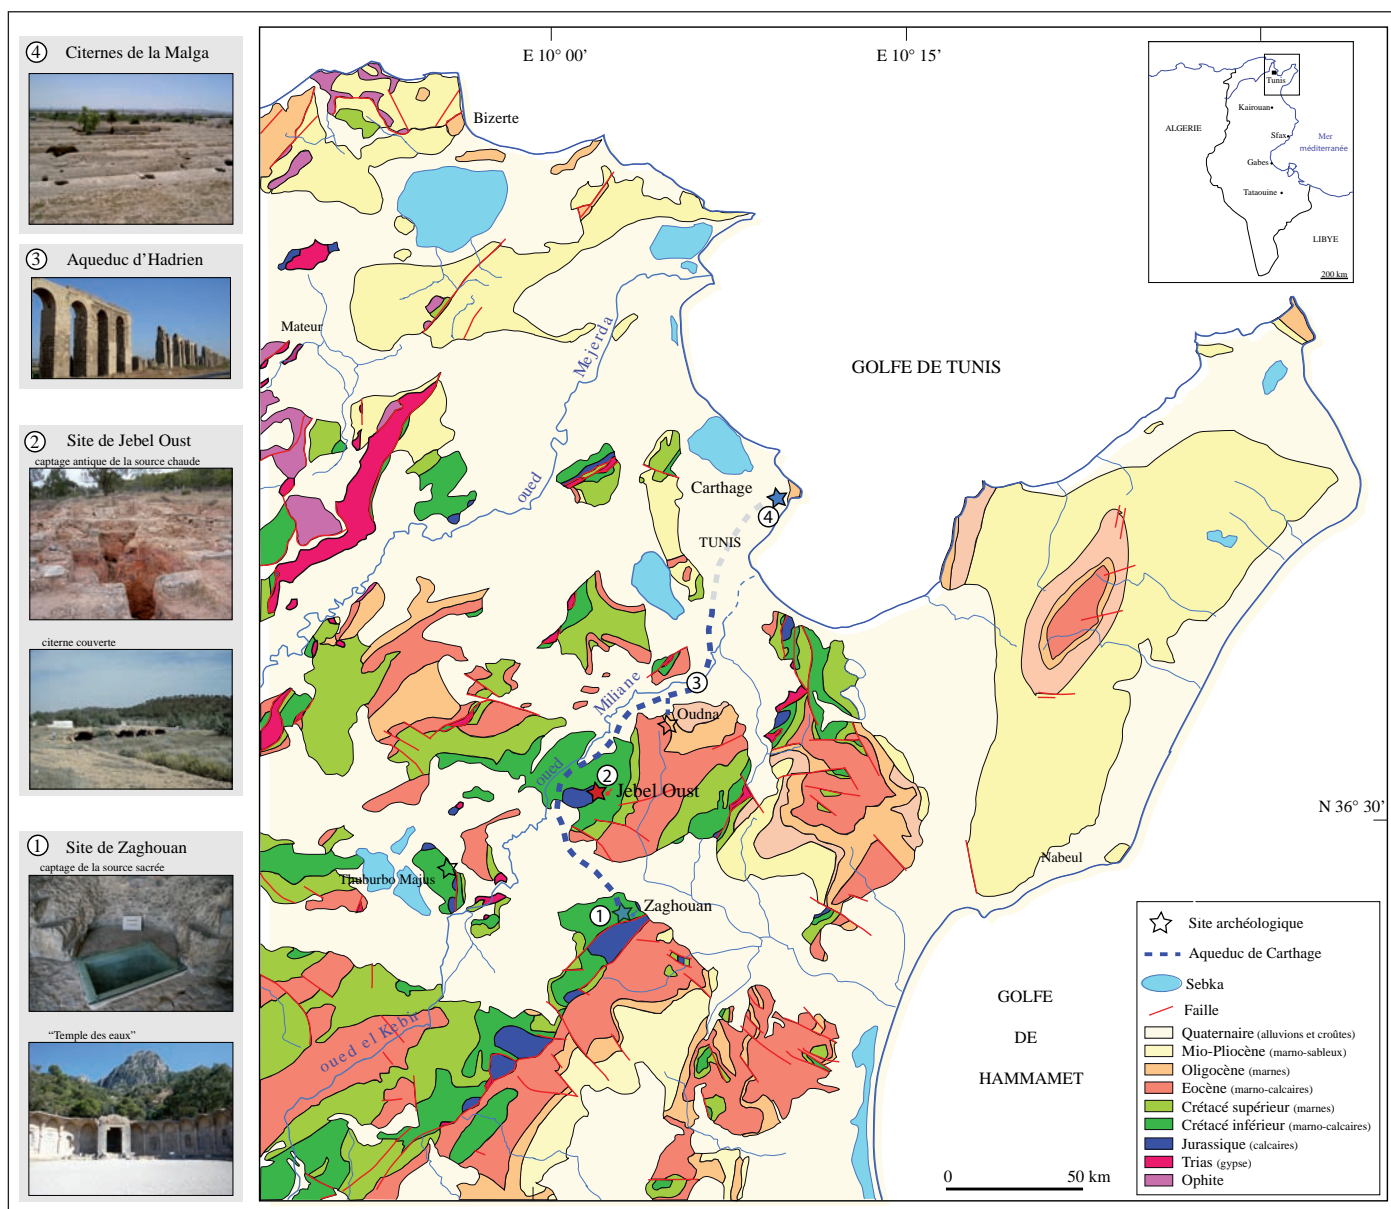 4 Citernes de la Malga
3 Aqueduc d’Hadrien
2 Site de Jebel Oust
captage antique de la source chaude
citerne couverte
1 Site de Zaghouan
captage de la source sacrée
“Temple des eaux”
E 10° 00’
E 10° 15’
Bizerte
Mateur
oued Mejerda
GOLFE DE TUNIS
Carthage
4
TUNIS
3
oued Miliane
Oudna
2
Jebel Oust
N 36° 30’
Nabeul
Thuburbo Majus
1
Zaghouan
oued el Kebir
GOLFE
DE
HAMMAMET
0 50 km
Tunis
Kairouan
ALGERIE
Sfax
Mer
méditerranée
Gabes
Tataouine
LIBYE
200 km
Site archéologique
Aqueduc de Carthage
Sebka
Faille
Quaternaire (alluvions et croûtes)
Mio-Pliocène (marno-sableux)
Oligocène (marnes)
Eocène (marno-calcaires)
Crétacé supérieur (marnes)
Crétacé inférieur (marno-calcaires)
Jurassique (calcaires)
Trias (gypse)
Ophite